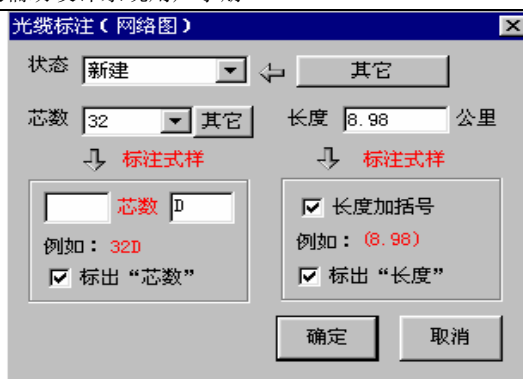 光缆标注（网络图）
状态 新建 其它
芯数 32 其它 长度 8.98 公里
标注式样 标注式样
芯数 D 长度加括号
例如：32D 例如：(8.98)
标出“芯数” 标出“长度”
确定 取消